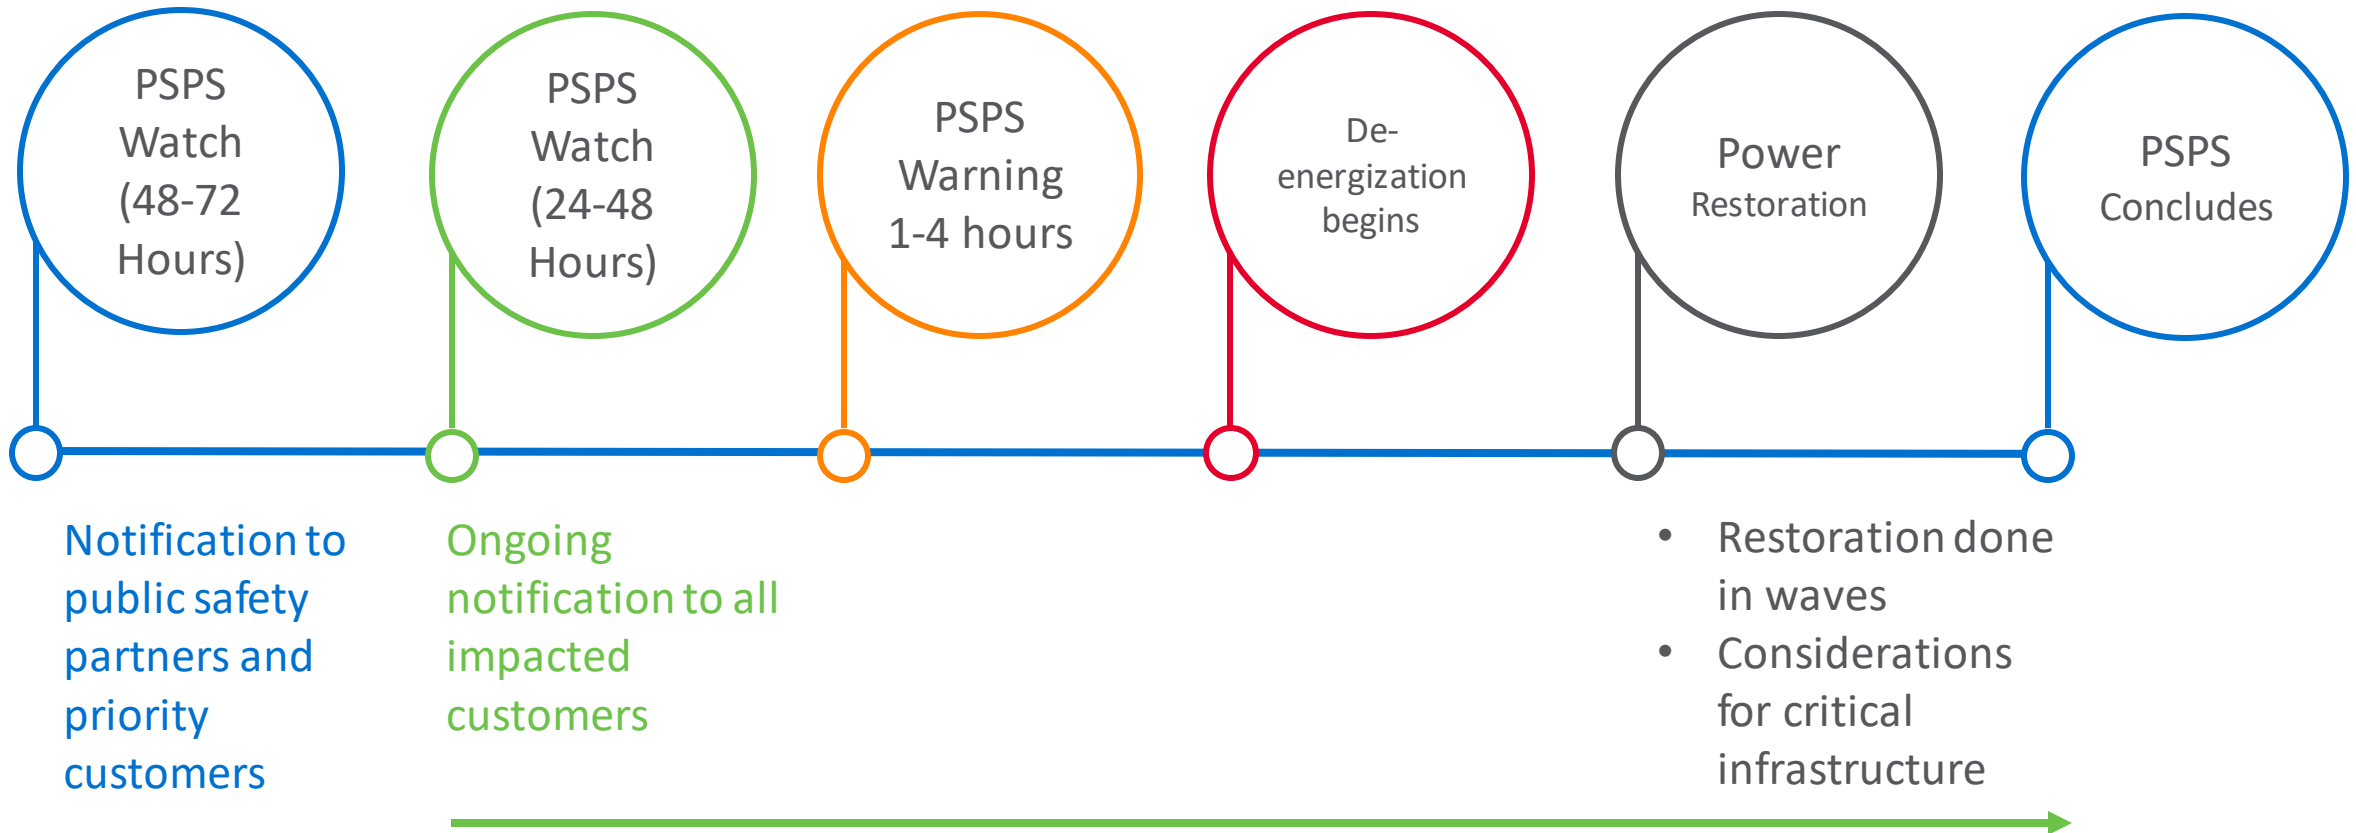 PSPS
Watch
(48-72
Hours)
PSPS
Watch
(24-48
Hours)
PSPS
Warning
1-4 hours
De-
energization
begins
Power
Restoration
PSPS
Concludes
Notification to
public safety
partners and
priority
customers
Ongoing
notification to all
impacted
customers
• Restoration done
in waves
• Considerations
for critical
infrastructure